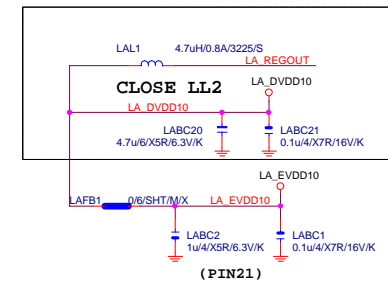 LAL1 4.7uH/0.8A/3225/S
LA_REGOUT
CLOSE LL2
LA_DVDD10
LA_DVDD10
LABC20
4.7u/6/X5R/6.3V/K
LABC21
0.1u/4/X7R/16V/K
LA_EVDD10
LAFB1 0/6/SHT/M/X LA_EVDD10
LABC2
1u/4/X5R/6.3V/K
LABC1
0.1u/4/X7R/16V/K
(PIN21)